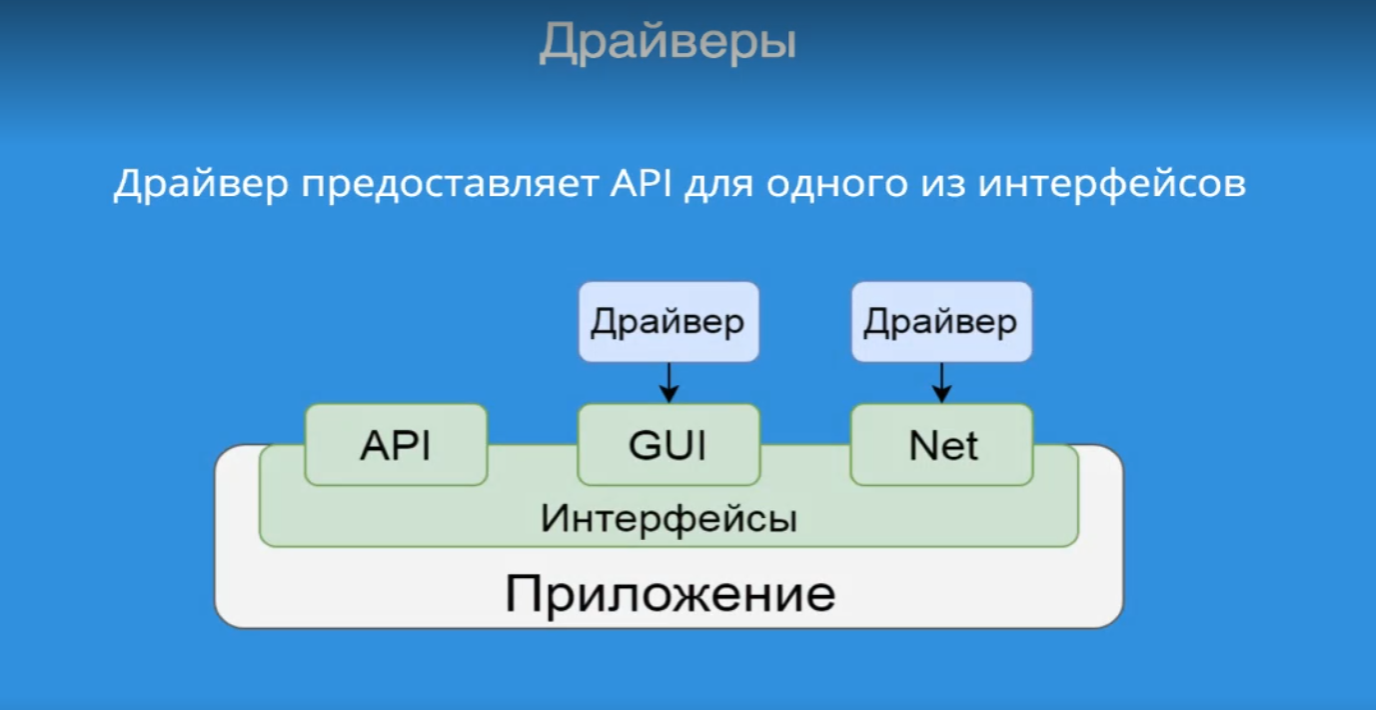 Драйверы
Драйвер предоставляет API для одного из интерфейсов
Драйвер Драйвер
API GUI Net
Интерфейсы
Приложение